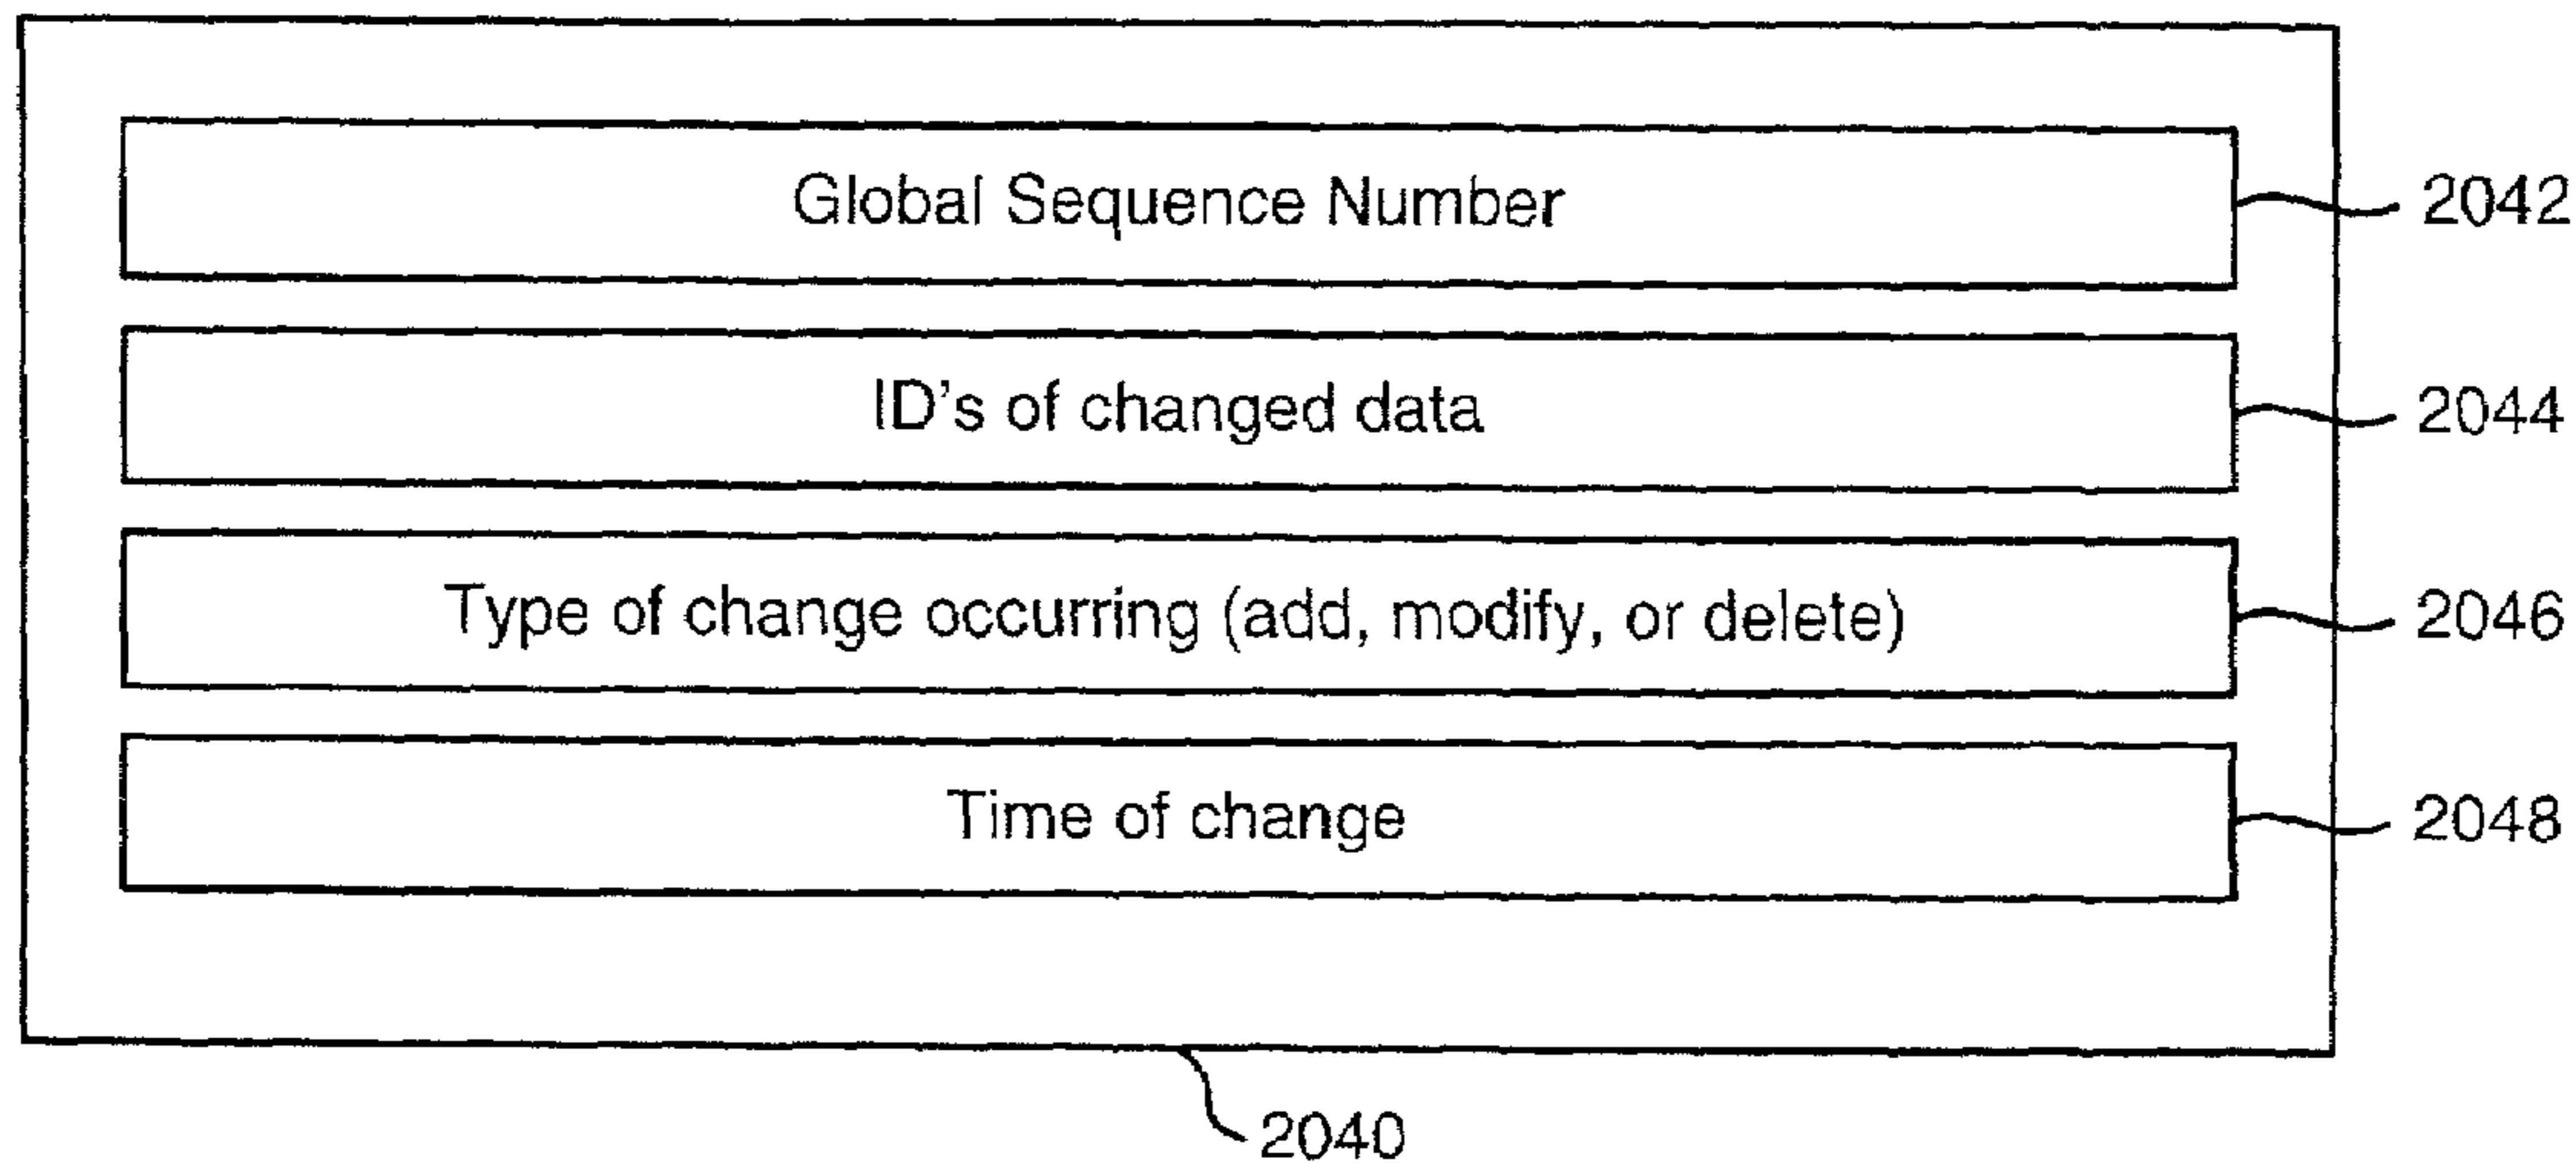 Global Sequence Number 2042
ID's of changed data 2044
Type of change occurring (add, modify, or delete) 2046
Time of change 2048
2040